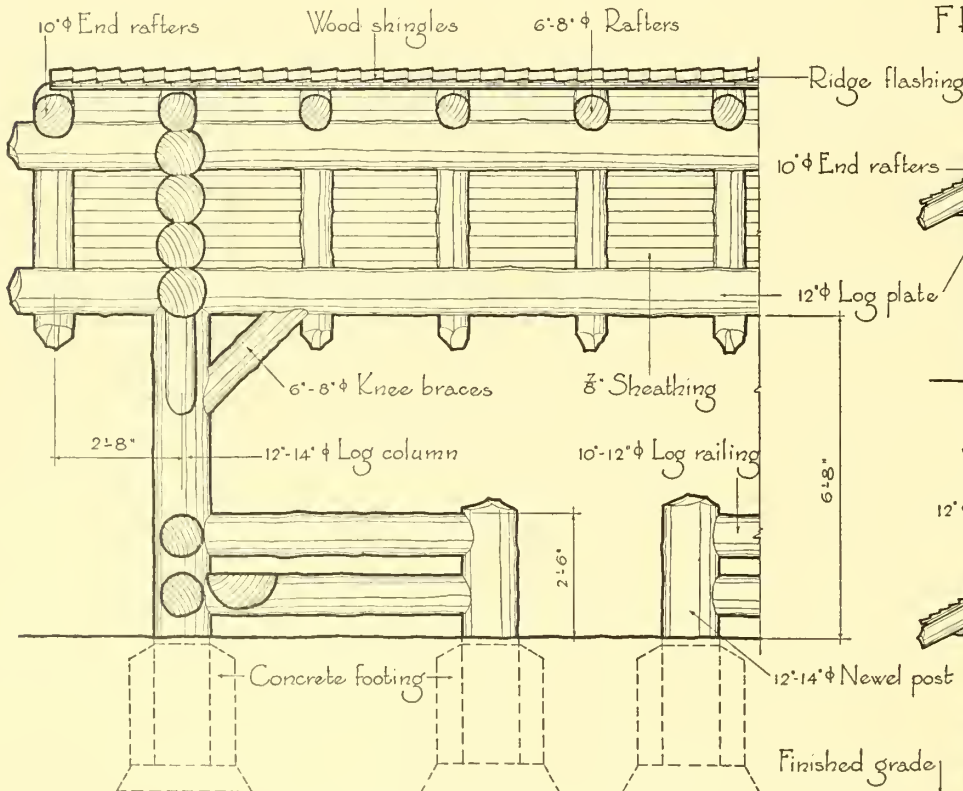 10"ϕ End rafters
Wood shingles
6"-8"ϕ Rafters
Ridge flashing
10"ϕ End rafters
12"ϕ Log plate
6"-8"ϕ Knee braces
7/8" Sheathing
2'-8"
12"-14"ϕ Log column
10"-12"ϕ Log railing
6'-8"
12"ϕ
2'-6"
Concrete footing
12"-14"ϕ Newel post
Finished grade